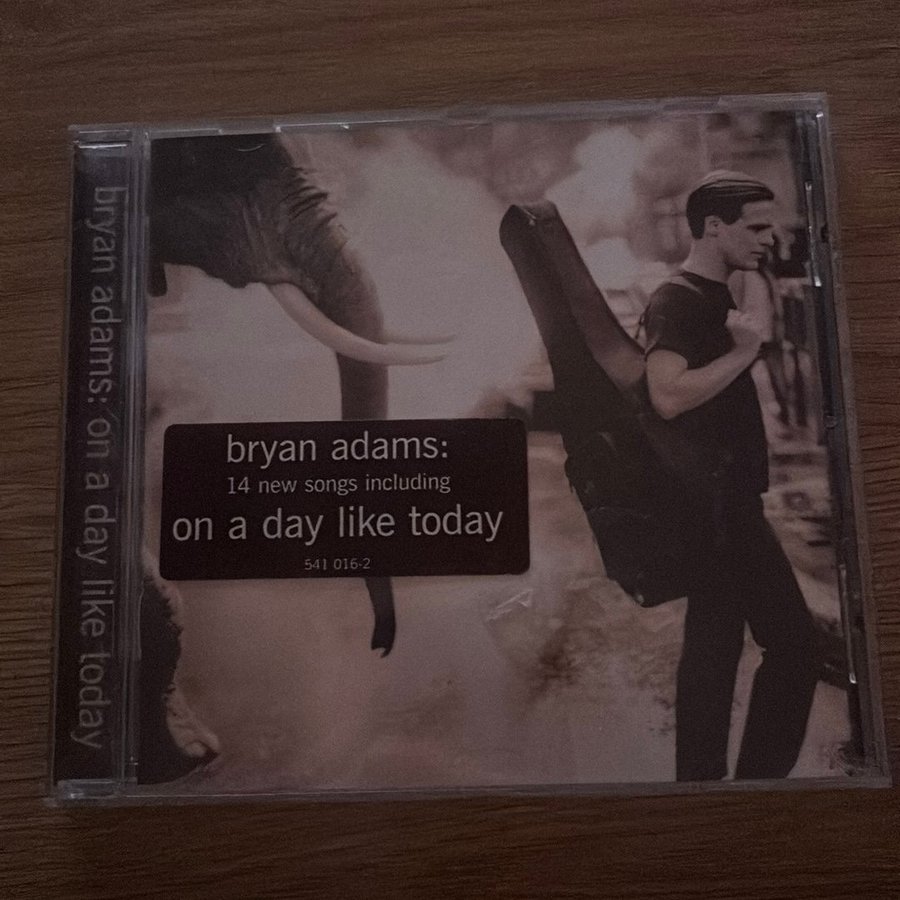 bryan adams: on a day like today
bryan adams:
14 new songs including
on a day like today
541 016-2